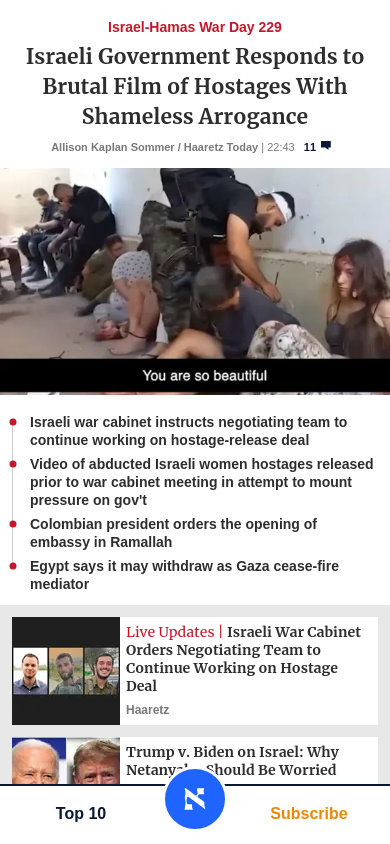 Israel-Hamas War Day 229
Israeli Government Responds to
Brutal Film of Hostages With
Shameless Arrogance
Allison Kaplan Sommer / Haaretz Today | 22:43 11
You are so beautiful
Israeli war cabinet instructs negotiating team to
continue working on hostage-release deal
Video of abducted Israeli women hostages released
prior to war cabinet meeting in attempt to mount
pressure on gov't
Colombian president orders the opening of
embassy in Ramallah
Egypt says it may withdraw as Gaza cease-fire
mediator
Live Updates | Israeli War Cabinet
Orders Negotiating Team to
Continue Working on Hostage
Deal
Haaretz
Trump v. Biden on Israel: Why
Should Be Worried
Top 10
Subscribe